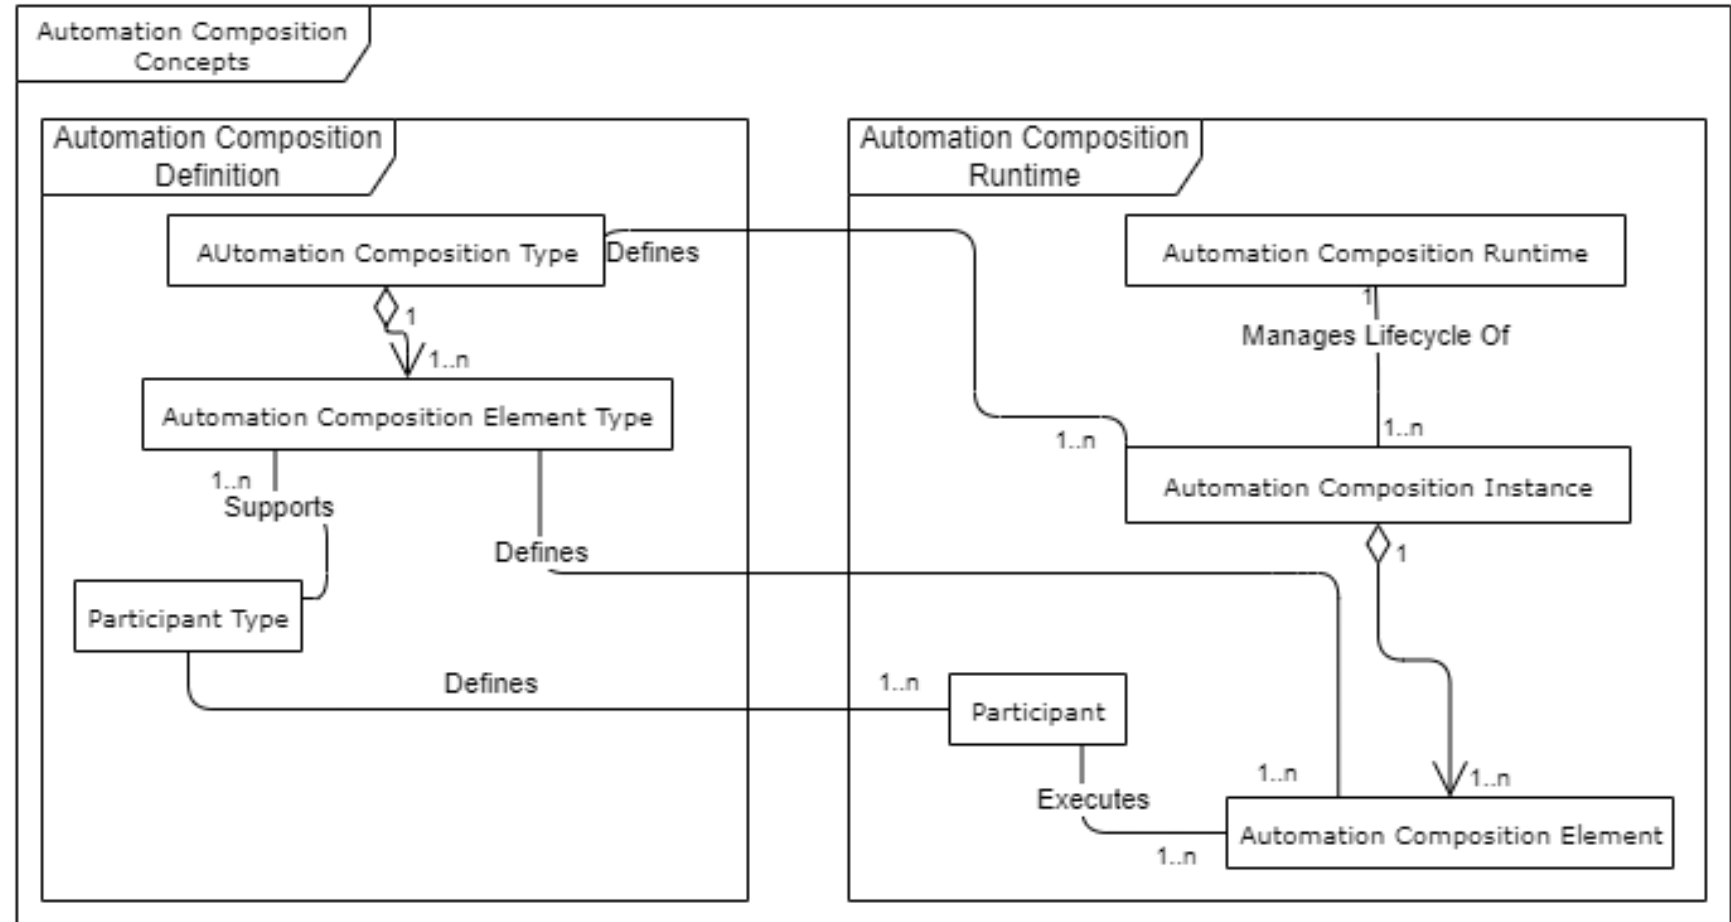 Automation Composition
Concepts
Automation Composition
Definition
Automation Composition
Runtime
AUtomation Composition Type
Defines
Automation Composition Runtime
1
1
Manages Lifecycle Of
1..n
Automation Composition Element Type
1..n
1..n
1..n
Supports
Automation Composition Instance
Defines
1
Participant Type
Defines
1..n
Participant
1..n
1..n
Executes
Automation Composition Element
1..n